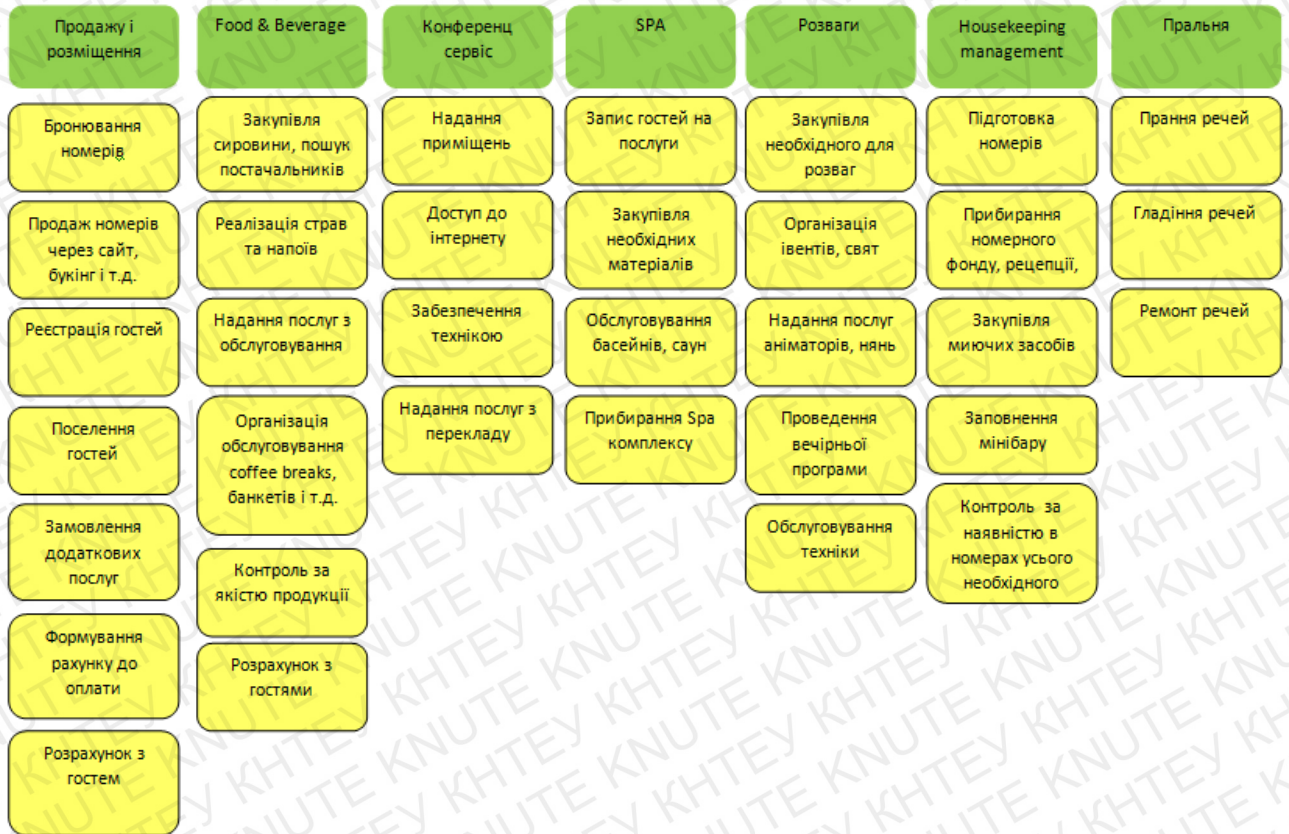 Продажу і
розміщення
Бронювання
номерів
Продаж номерів
через сайт,
букінг і т.д.
Реєстрація гостей
Поселення
гостей
Замовлення
додаткових
послуг
Формування
рахунку до
оплати
Розрахунок з
гостем
Food & Beverage
Закупівля
сировини, пошук
постачальників
Реалізація страв
та напоїв
Надання послуг з
обслуговування
Організація
обслуговування
coffee breaks,
банкетів і т.д.
Контроль за
якістю продукції
Розрахунок з
гостями
Конференц
сервіс
Надання
приміщень
Доступ до
інтернету
Забезпечення
технікою
Надання послуг з
перекладу
SPA
Запис гостей на
послуги
Закупівля
необхідних
матеріалів
Обслуговування
басейнів, саун
Прибирання Spa
комплексу
Розваги
Закупівля
необхідного для
розваг
Організація
івентів, свят
Надання послуг
аніматорів, нянь
Проведення
вечірньої
програми
Обслуговування
техніки
Housekeeping
management
Підготовка
номерів
Прибирання
номерного
фонду, рецепції,
Закупівля
миючих засобів
Заповнення
мінібару
Контроль за
наявністю в
номерах усього
необхідного
Пральня
Прання речей
Гладіння речей
Ремонт речей
KNUTE КНТЕУ